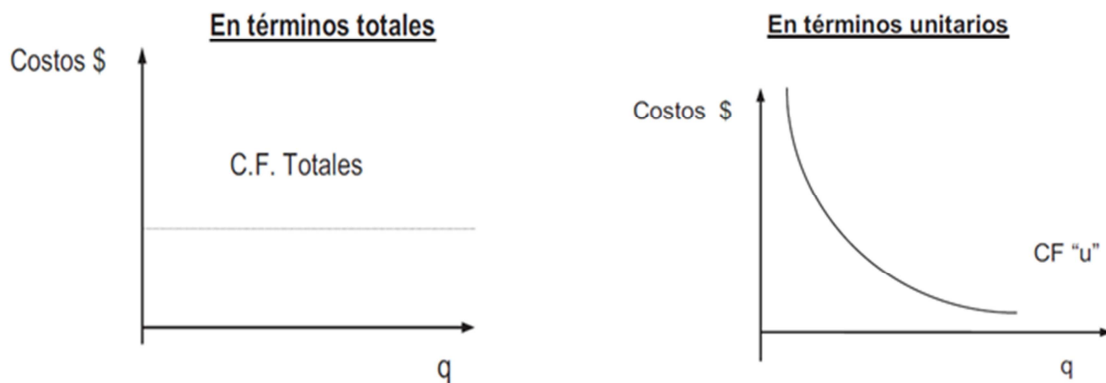 En términos totales
Costos $
C.F. Totales
q
En términos unitarios
Costos $
CF “u”
q